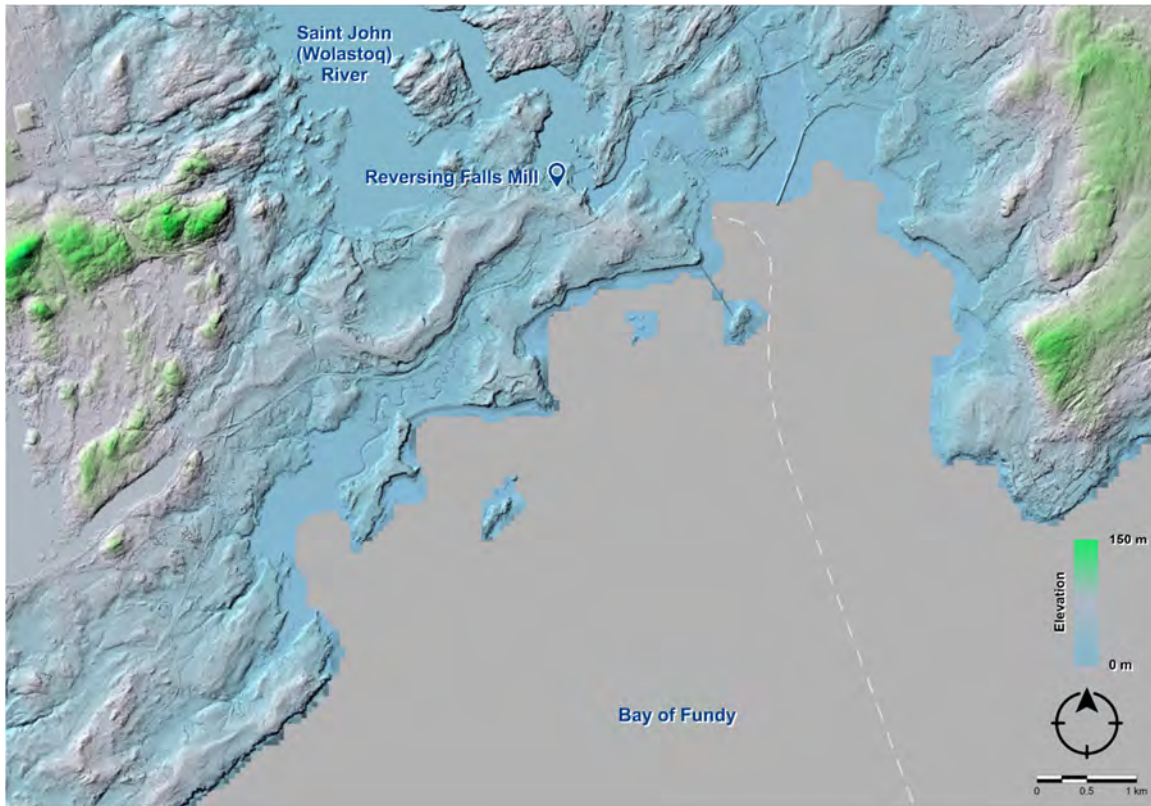 Saint John
(Wolastoq)
River
Reversing Falls Mill
Bay of Fundy
Elevation
150 m
0 m
0 0.5 1 km